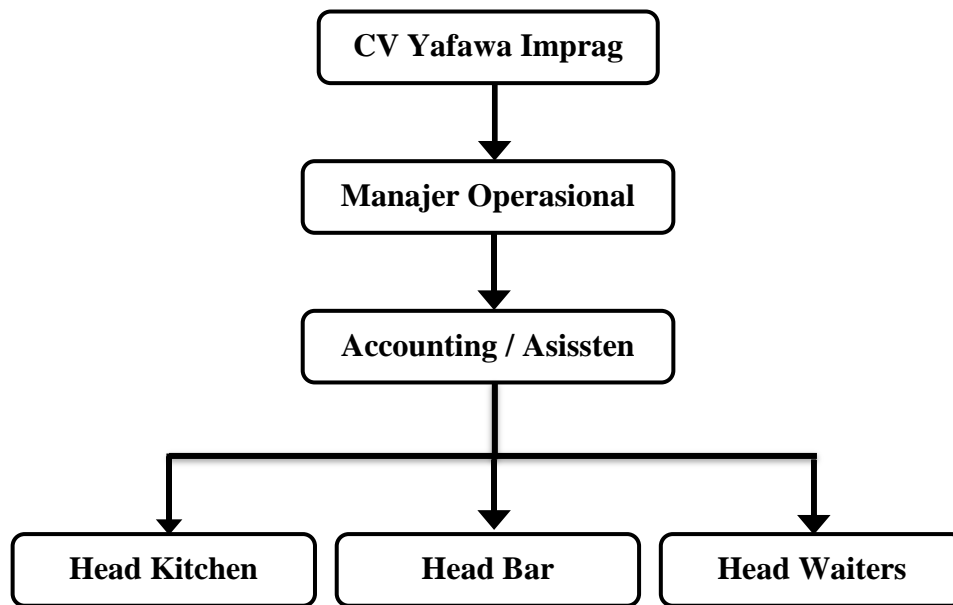 CV Yafawa Imprag
Manajer Operasional
Accounting / Asissten
Head Kitchen
Head Bar
Head Waiters